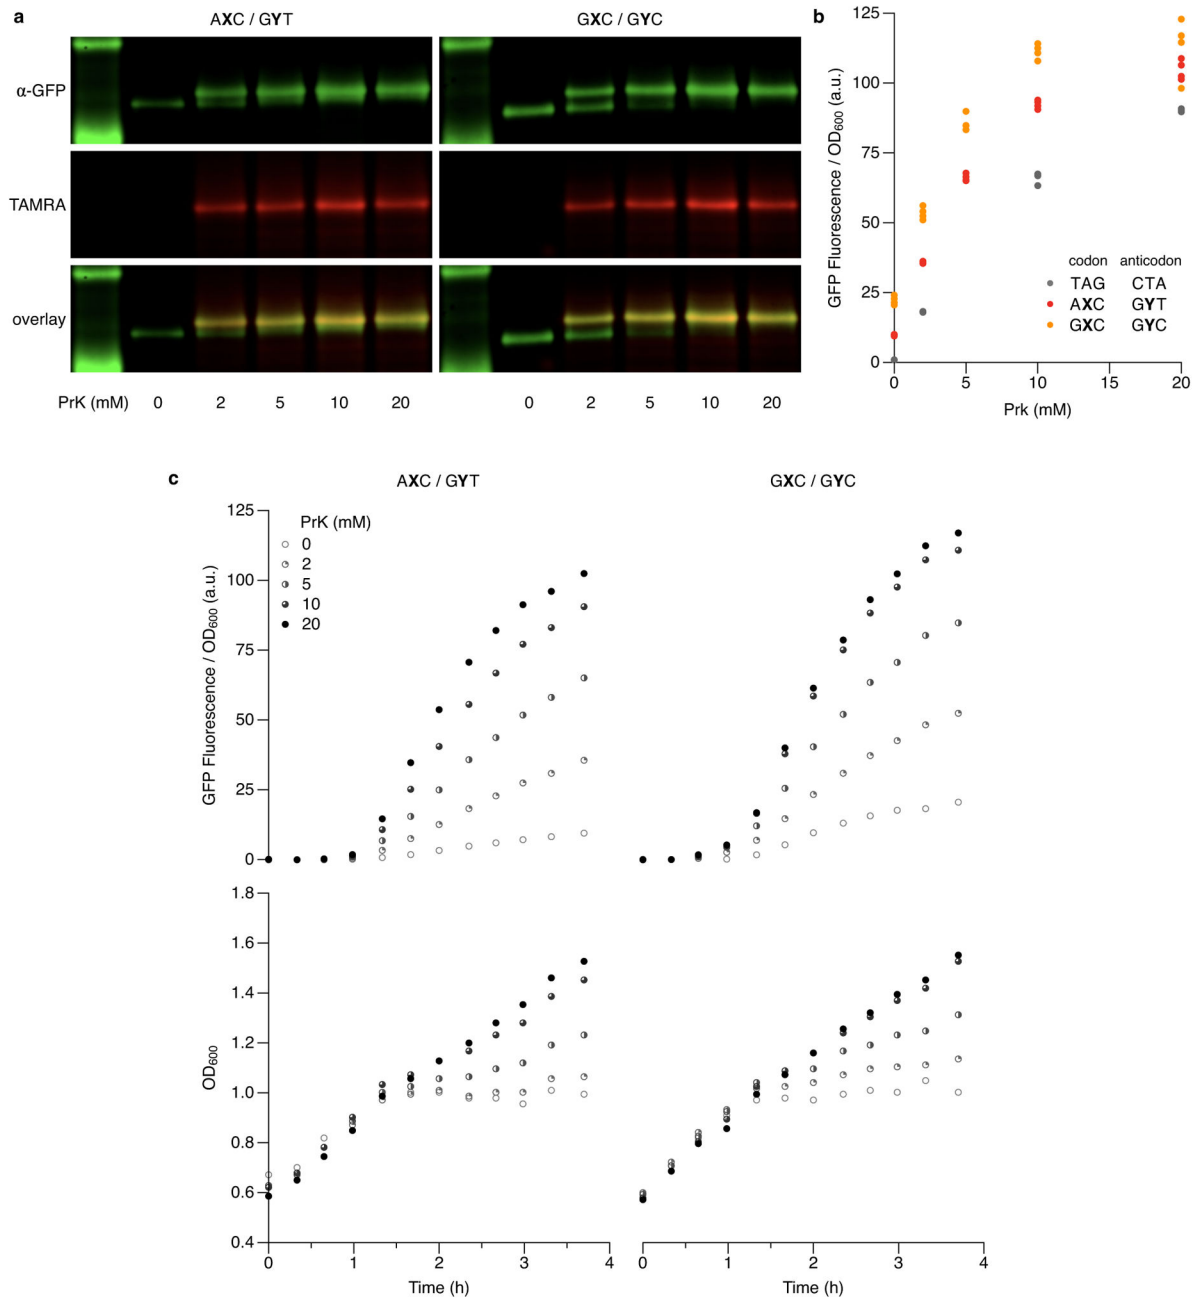 a
AXC / GYT
GXC / GYC
α-GFP
TAMRA
overlay
PrK (mM) 0 2 5 10 20 0 2 5 10 20
b
125
100
75
50
25
0
GFP Fluorescence / OD600 (a.u.)
codon anticodon
TAG CTA
AXC GYT
GXC GYC
0 5 10 15 20
Prk (mM)
c
AXC / GYT
GXC / GYC
125
100
75
50
25
0
GFP Fluorescence / OD600 (a.u.)
PrK (mM)
0
2
5
10
20
1.8
1.6
1.4
1.2
1.0
0.8
0.6
0.4
OD600
0 1 2 3 4 0 1 2 3 4
Time (h) Time (h)